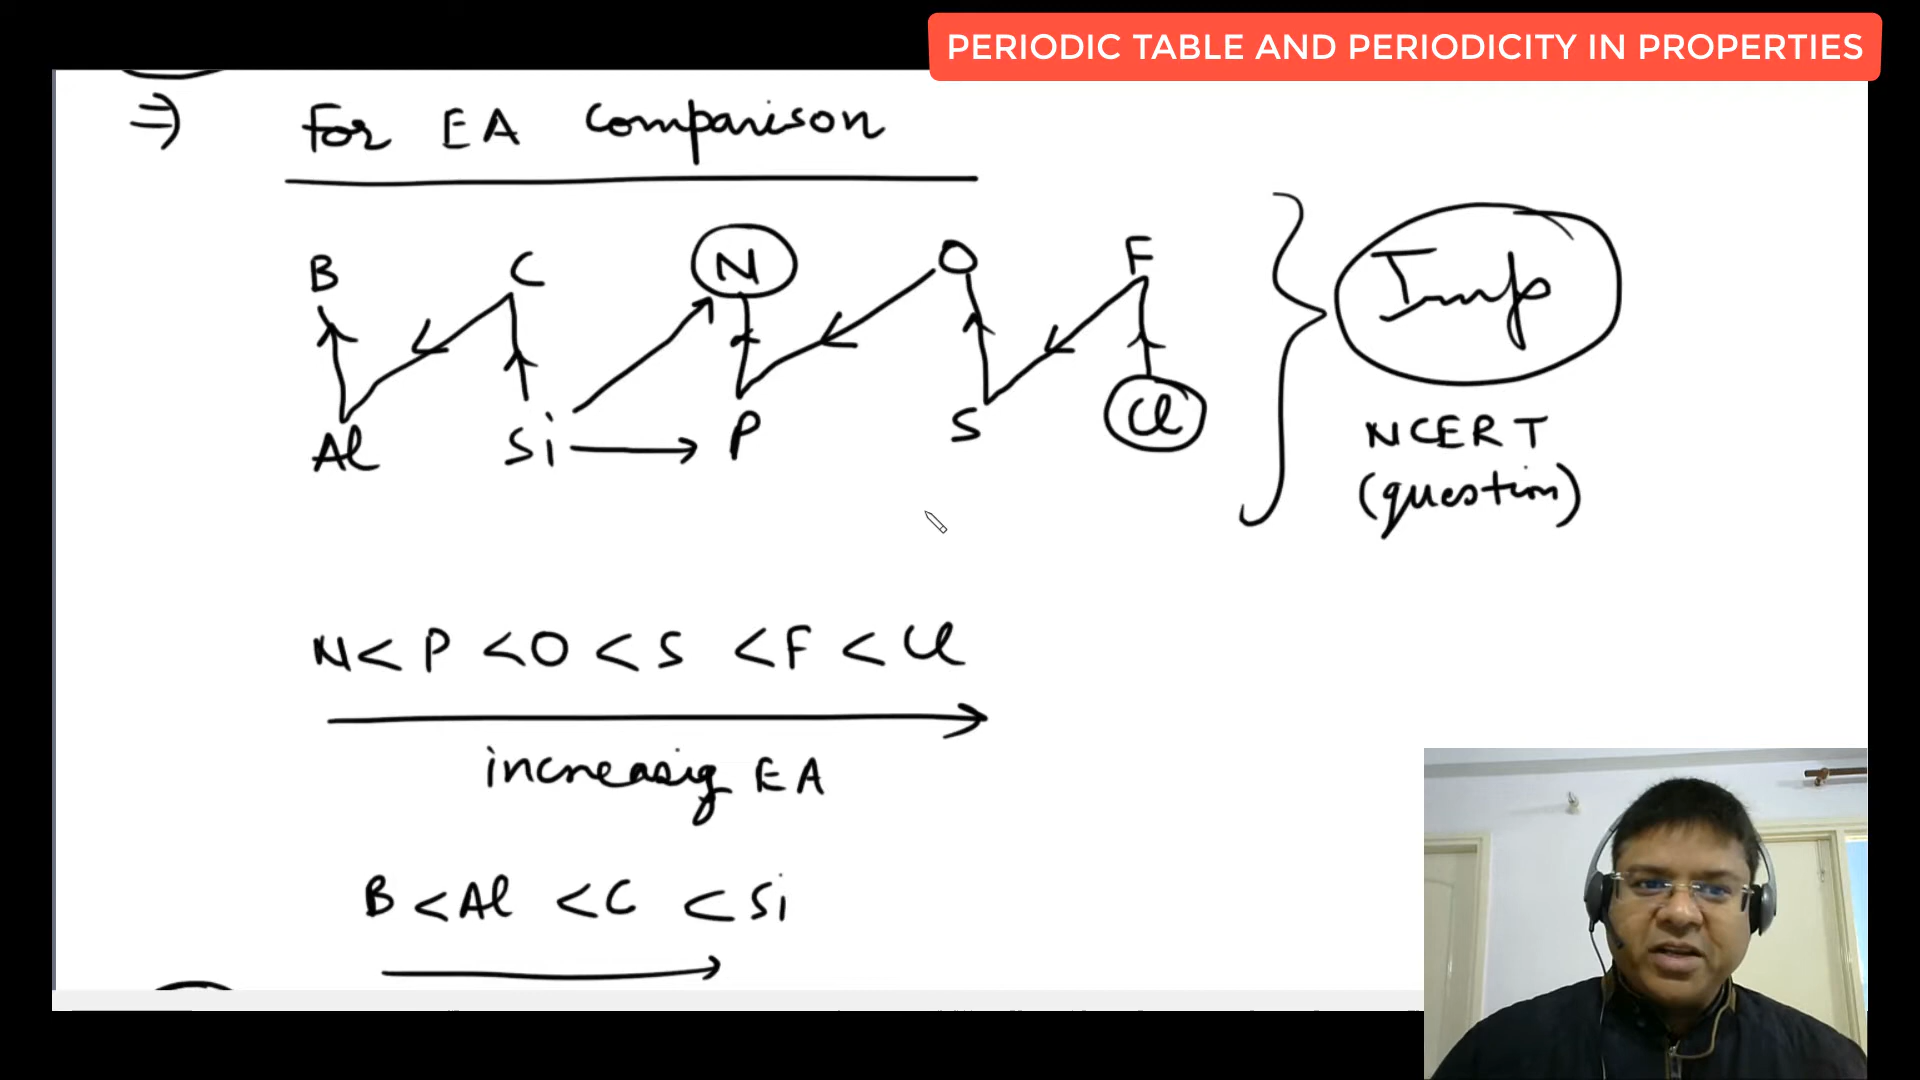 PERIODIC TABLE AND PERIODICITY IN PROPERTIES
⇒ For EA Comparison
B C N O F
Al Si P S Cl
Imp
NCERT
(question)
N < P < O < S < F < Cl
increasig EA
B < Al < C < Si